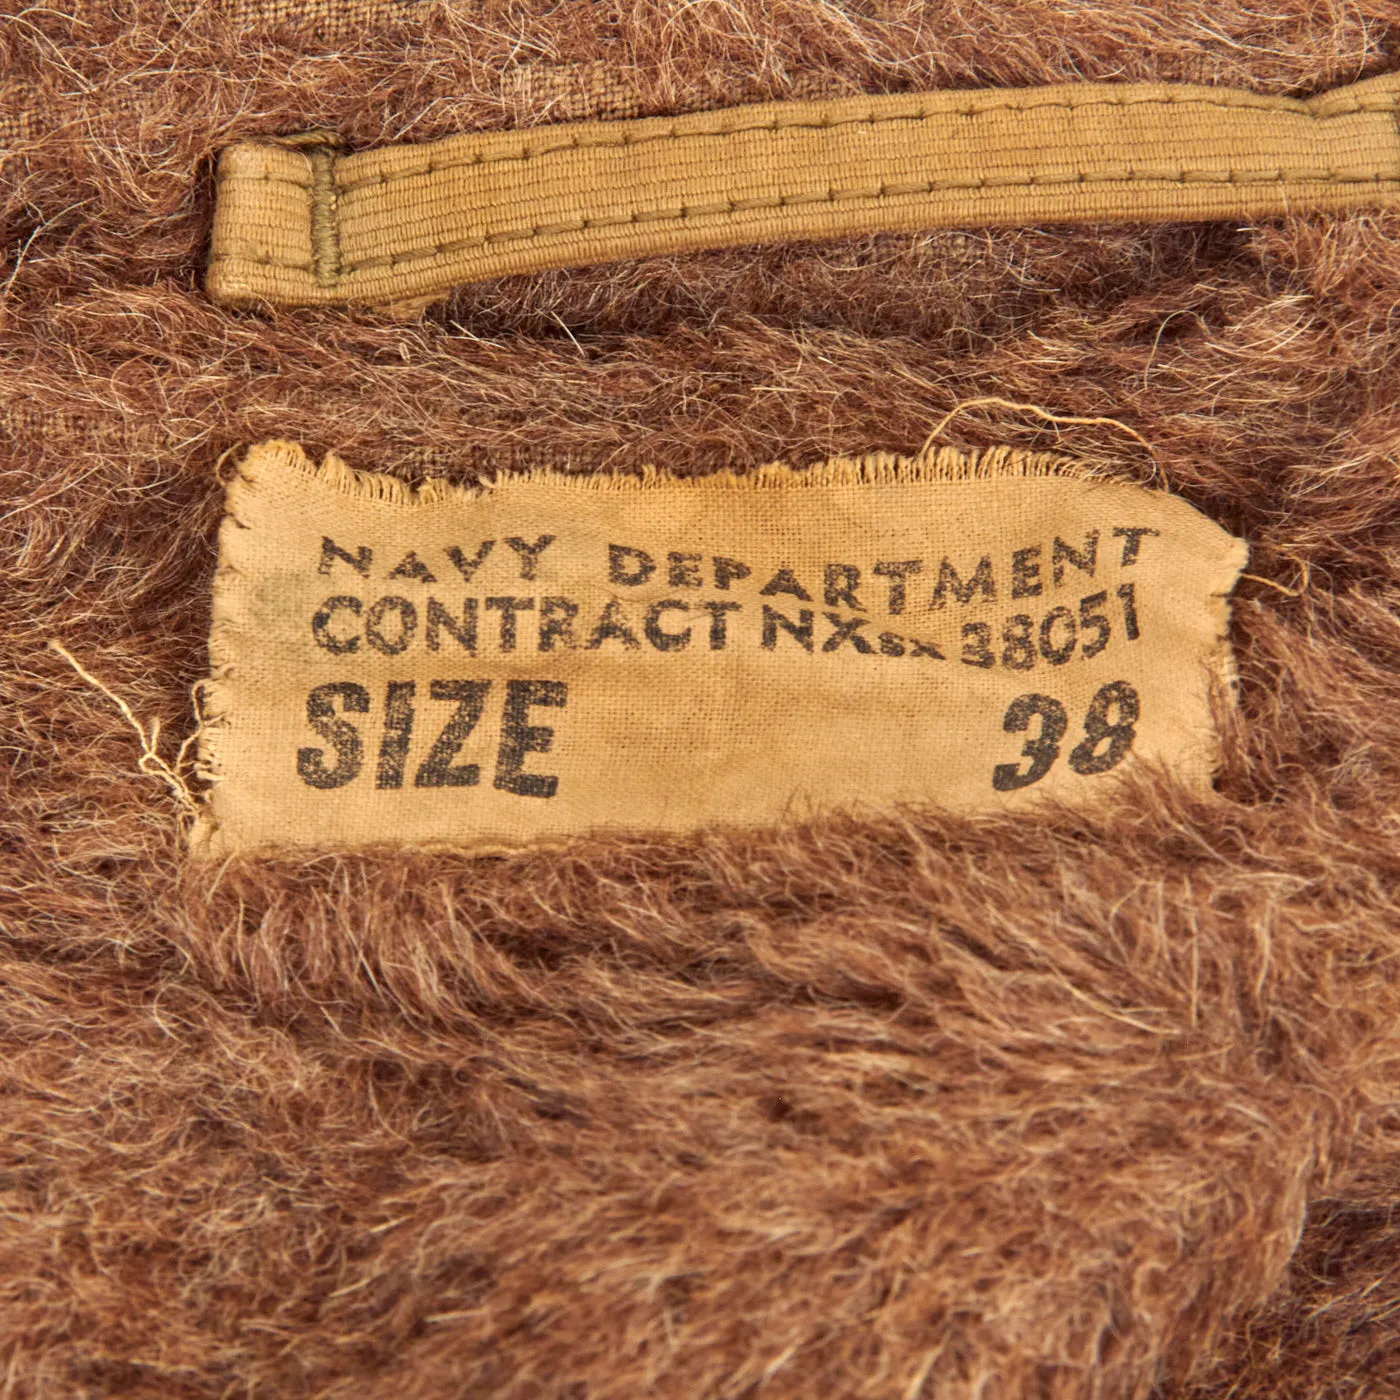 NAVY DEPARTMENT
CONTRACT NXsx 38051
SIZE 38